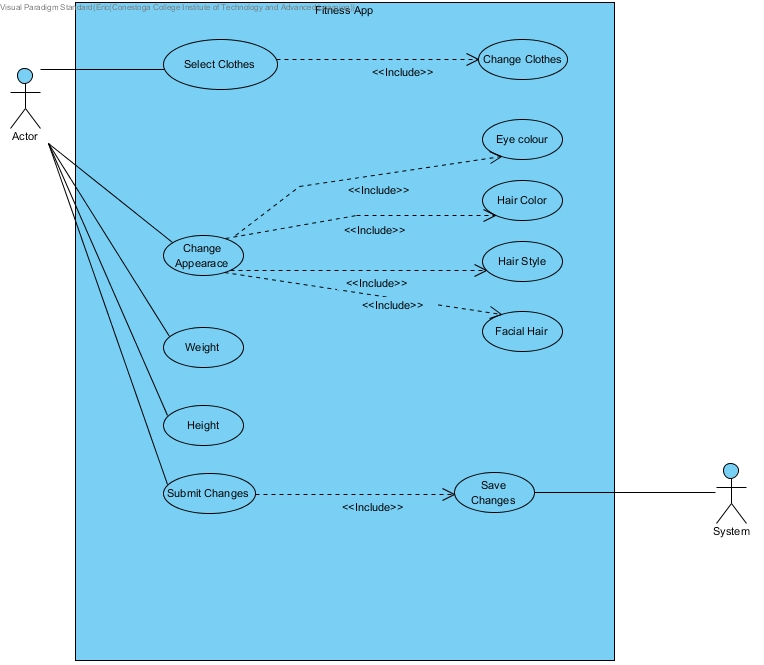 Visual Paradigm Standard(Eric(Conestoga College Institute of Technology and Advanced
Fitness App
Select Clothes
<<Include>>
Change Clothes
Actor
Eye colour
<<Include>>
Hair Color
<<Include>>
Change
Appearace
Hair Style
<<Include>>
<<Include>>
Facial Hair
Weight
Height
Submit Changes
<<Include>>
Save
Changes
System